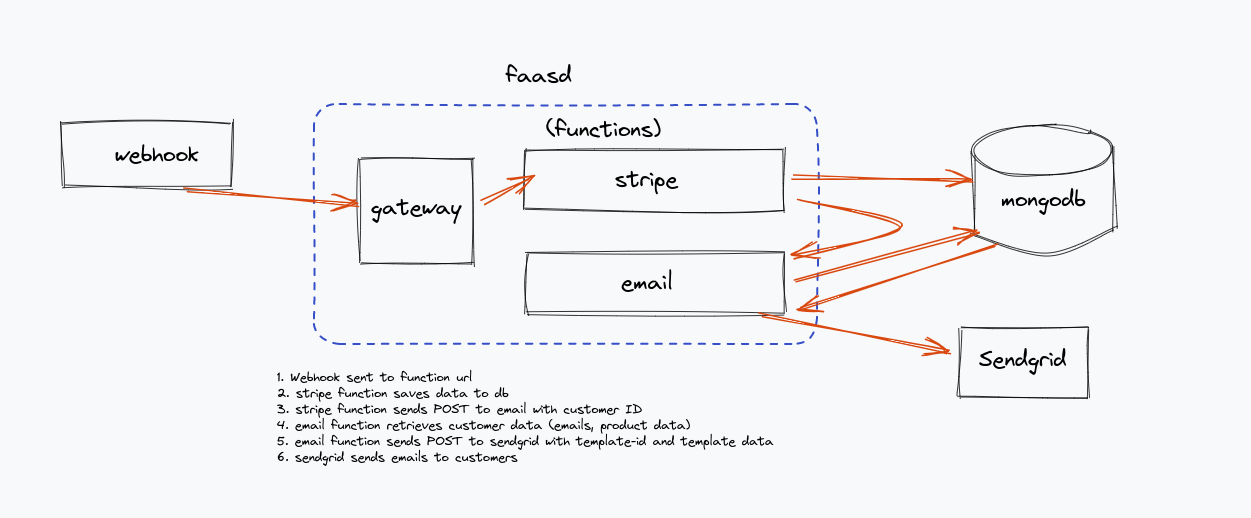 faasd
(functions)
webhook
gateway
stripe
mongodb
email
Sendgrid
1. Webhook sent to function url
2. stripe function saves data to db
3. stripe function sends POST to email with customer ID
4. email function retrieves customer data (emails, product data)
5. email function sends POST to sendgrid with template-id and template data
6. sendgrid sends emails to customers